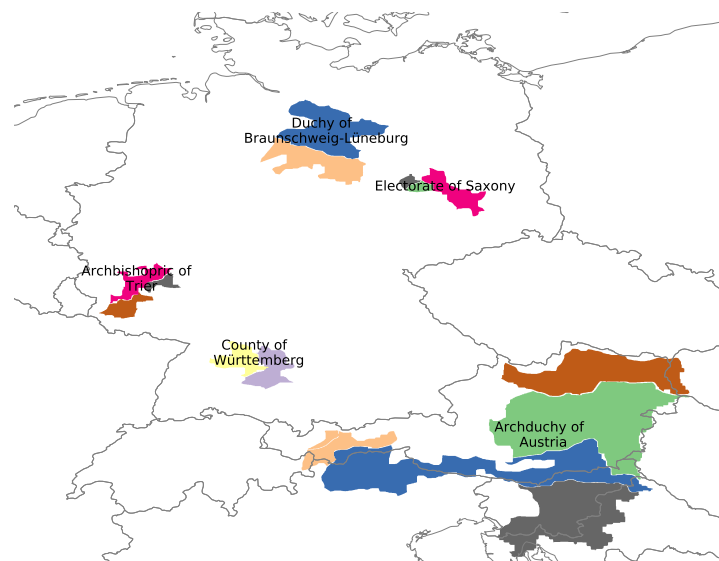 Duchy of
Braunschweig-Lüneburg
Electorate of Saxony
Archbishopric of
Trier
County of
Württemberg
Archduchy of
Austria